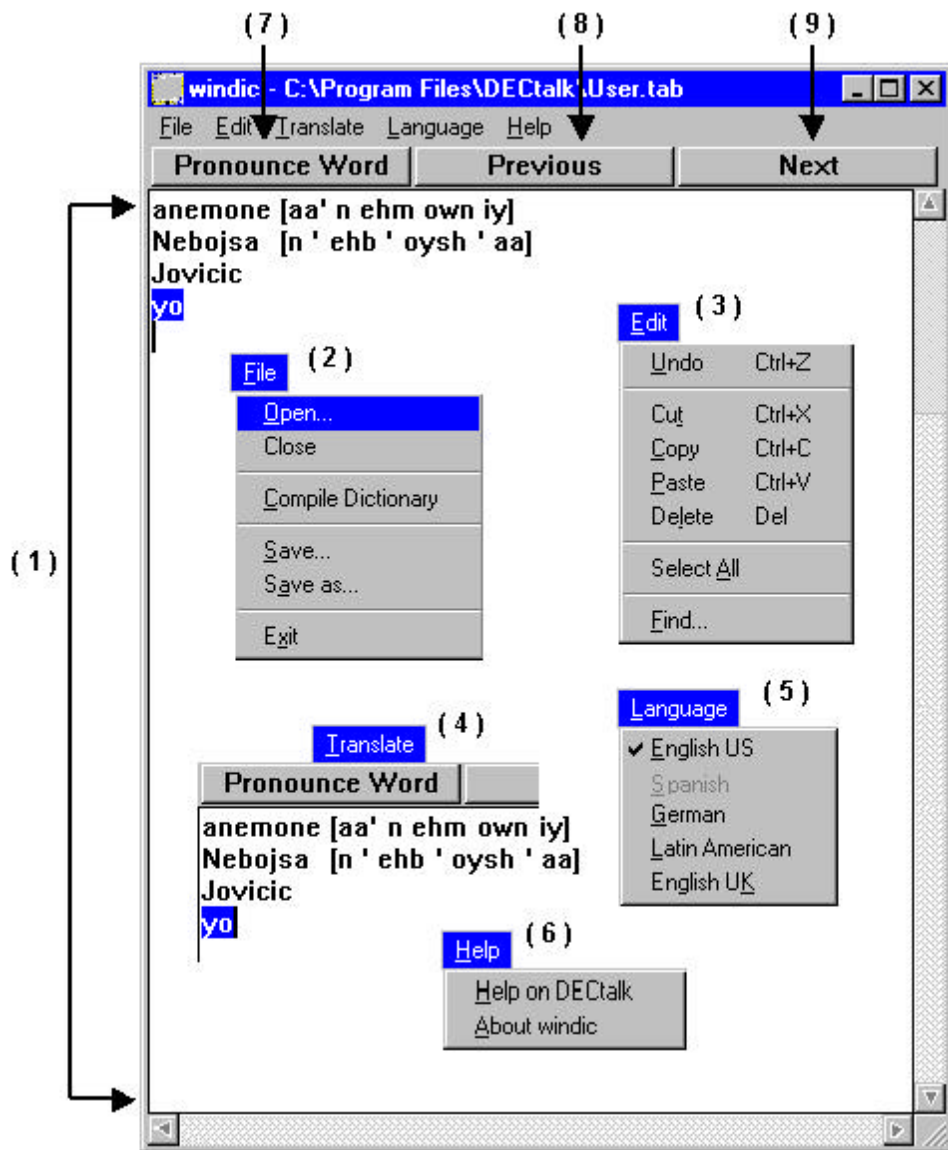 ( 7 ) ( 8 ) ( 9 )
windic - C:\Program Files\DECtalk\User.tab
File Edit Translate Language Help
Pronounce Word Previous Next
anemone [aa' n ehm own iy]
Nebojsa [n ' ehb ' oysh ' aa]
Jovicic
yo
( 1 )
File ( 2 )
Open...
Close
Compile Dictionary
Save...
Save as...
Exit
Edit ( 3 )
Undo Ctrl+Z
Cut Ctrl+X
Copy Ctrl+C
Paste Ctrl+V
Delete Del
Select All
Find...
Translate ( 4 )
Pronounce Word
anemone [aa' n ehm own iy]
Nebojsa [n ' ehb ' oysh ' aa]
Jovicic
yo
Language ( 5 )
English US
Spanish
German
Latin American
English UK
Help ( 6 )
Help on DECtalk
About windic